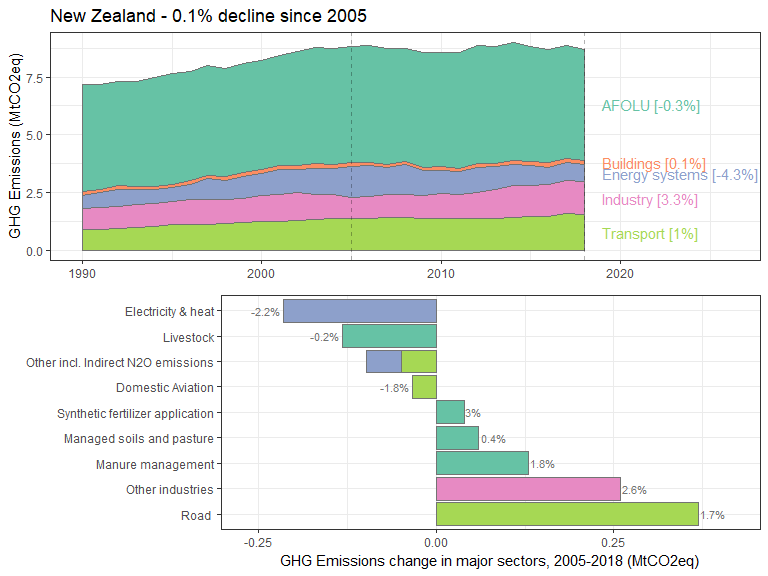 New Zealand - 0.1% decline since 2005
GHG Emissions (MtCO2eq)
7.5
5.0
2.5
0.0
AFOLU [-0.3%]
Buildings [0.1%]
Energy systems [-4.3%]
Industry [3.3%]
Transport [1%]
1990
2000
2010
2020
Electricity & heat
-2.2%
Livestock
-0.2%
Other incl. Indirect N2O emissions
Domestic Aviation
-1.8%
Synthetic fertilizer application
3%
Managed soils and pasture
0.4%
Manure management
1.8%
Other industries
2.6%
Road
1.7%
-0.25
0.00
0.25
GHG Emissions change in major sectors, 2005-2018 (MtCO2eq)